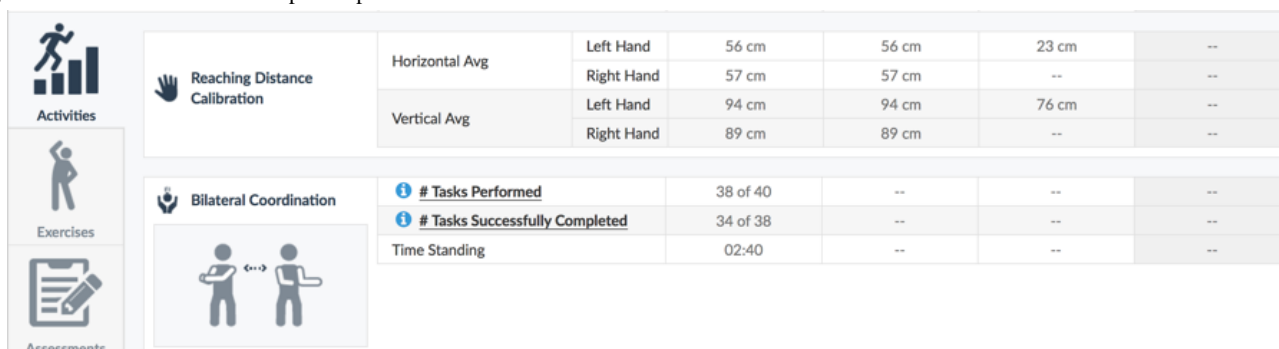 Activities
Exercises
Assessments
Reaching Distance
Calibration
Horizontal Avg Left Hand 56 cm 56 cm 23 cm --
Right Hand 57 cm 57 cm -- --
Vertical Avg Left Hand 94 cm 94 cm 76 cm --
Right Hand 89 cm 89 cm -- --
Bilateral Coordination
# Tasks Performed 38 of 40 -- -- --
# Tasks Successfully Completed 34 of 38 -- -- --
Time Standing 02:40 -- -- --